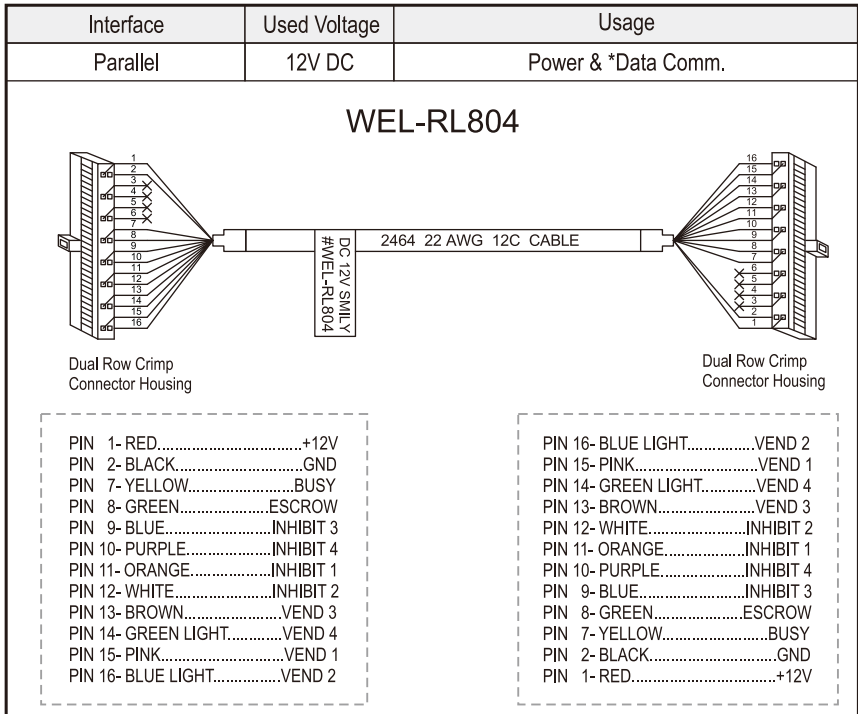 Interface Used Voltage Usage
Parallel 12V DC Power & *Data Comm.
WEL-RL804
1
2
3
4
5
6
7
8
9
10
11
12
13
14
15
16
2464 22 AWG 12C CABLE
DC 12V SMILY
#WEL-RL804
16
15
14
13
12
11
10
9
8
7
6
5
4
3
2
1
Dual Row Crimp
Connector Housing
Dual Row Crimp
Connector Housing
PIN 1- RED..............................+12V
PIN 2- BLACK..........................GND
PIN 7- YELLOW.......................BUSY
PIN 8- GREEN..................ESCROW
PIN 9- BLUE.....................INHIBIT 3
PIN 10- PURPLE................INHIBIT 4
PIN 11- ORANGE................INHIBIT 1
PIN 12- WHITE...................INHIBIT 2
PIN 13- BROWN..................VEND 3
PIN 14- GREEN LIGHT...........VEND 4
PIN 15- PINK.......................VEND 1
PIN 16- BLUE LIGHT..............VEND 2
PIN 16- BLUE LIGHT..............VEND 2
PIN 15- PINK.......................VEND 1
PIN 14- GREEN LIGHT...........VEND 4
PIN 13- BROWN..................VEND 3
PIN 12- WHITE...................INHIBIT 2
PIN 11- ORANGE................INHIBIT 1
PIN 10- PURPLE................INHIBIT 4
PIN 9- BLUE.....................INHIBIT 3
PIN 8- GREEN..................ESCROW
PIN 7- YELLOW.......................BUSY
PIN 2- BLACK..........................GND
PIN 1- RED..............................+12V